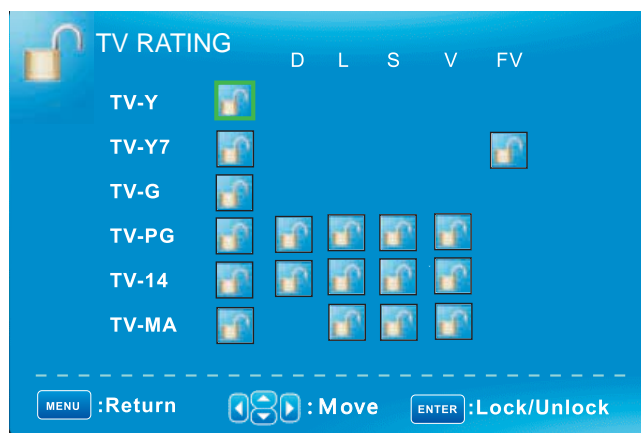 TV RATING
D L S V FV
TV-Y
TV-Y7
TV-G
TV-PG
TV-14
TV-MA
MENU :Return : Move ENTER :Lock/Unlock